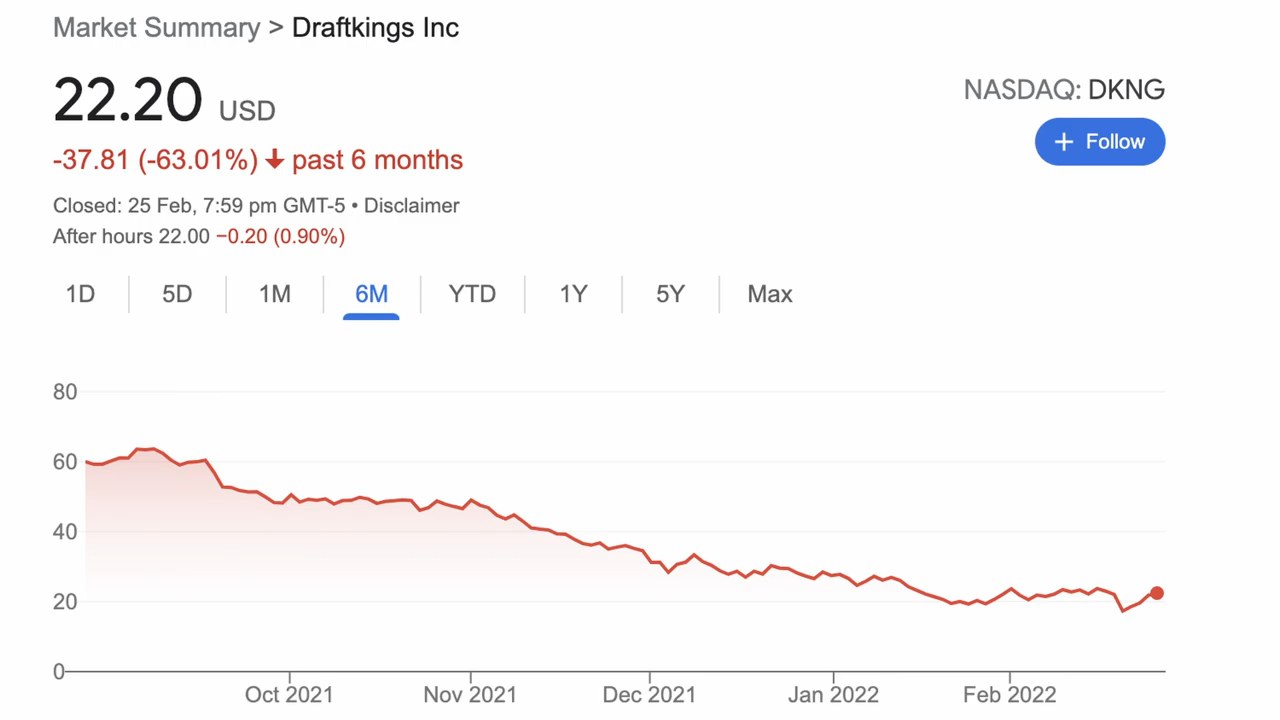 Market Summary > Draftkings Inc
22.20 USD
NASDAQ: DKNG
+ Follow
-37.81 (-63.01%) ↓ past 6 months
Closed: 25 Feb, 7:59 pm GMT-5 • Disclaimer
After hours 22.00 −0.20 (0.90%)
1D 5D 1M 6M YTD 1Y 5Y Max
80
60
40
20
0
Oct 2021 Nov 2021 Dec 2021 Jan 2022 Feb 2022